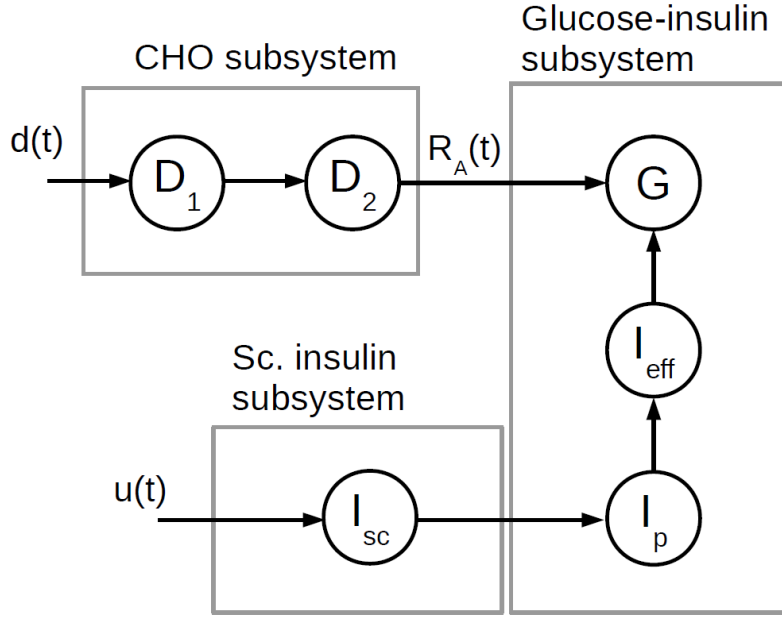 Glucose-insulin
subsystem
CHO subsystem
d(t)
D1
D2
RA(t)
G
Ieff
Sc. insulin
subsystem
u(t)
Isc
Ip